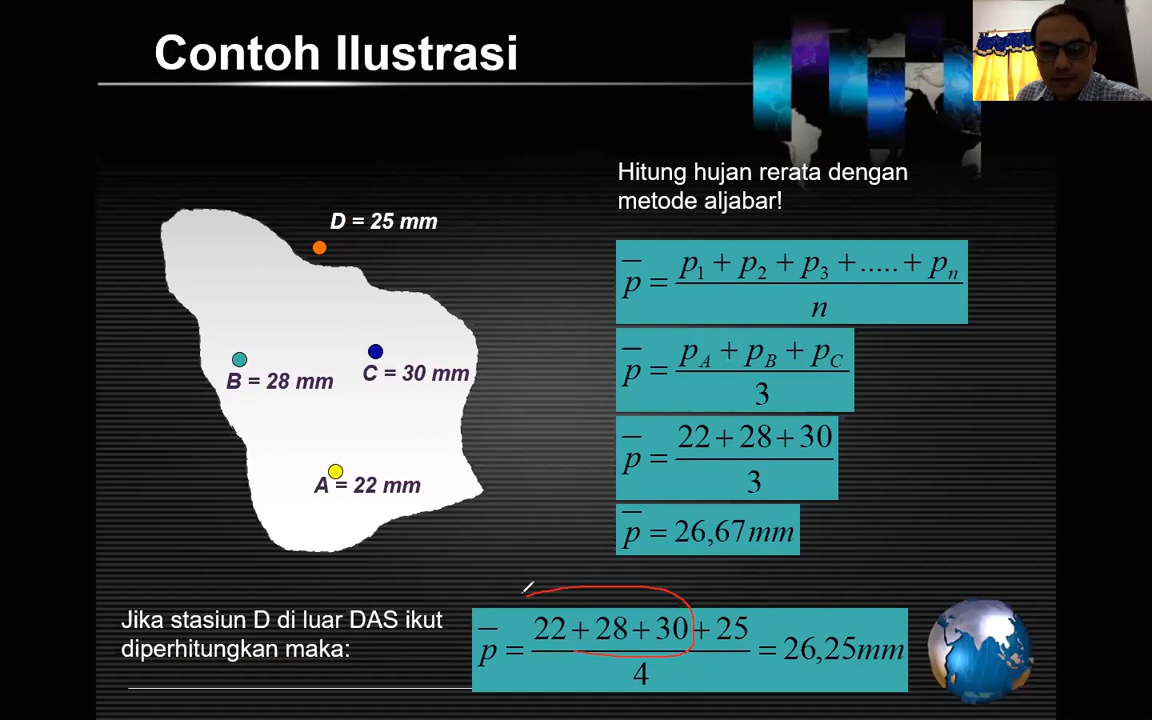 Contoh Ilustrasi
Hitung hujan rerata dengan
metode aljabar!
D = 25 mm
B = 28 mm
C = 30 mm
A = 22 mm
p̅ = (p₁ + p₂ + p₃ + ..... + pₙ) / n
p̅ = (p_A + p_B + p_C) / 3
p̅ = (22 + 28 + 30) / 3
p̅ = 26,67 mm
Jika stasiun D di luar DAS ikut
diperhitungkan maka:
p̅ = (22 + 28 + 30 + 25) / 4 = 26,25 mm